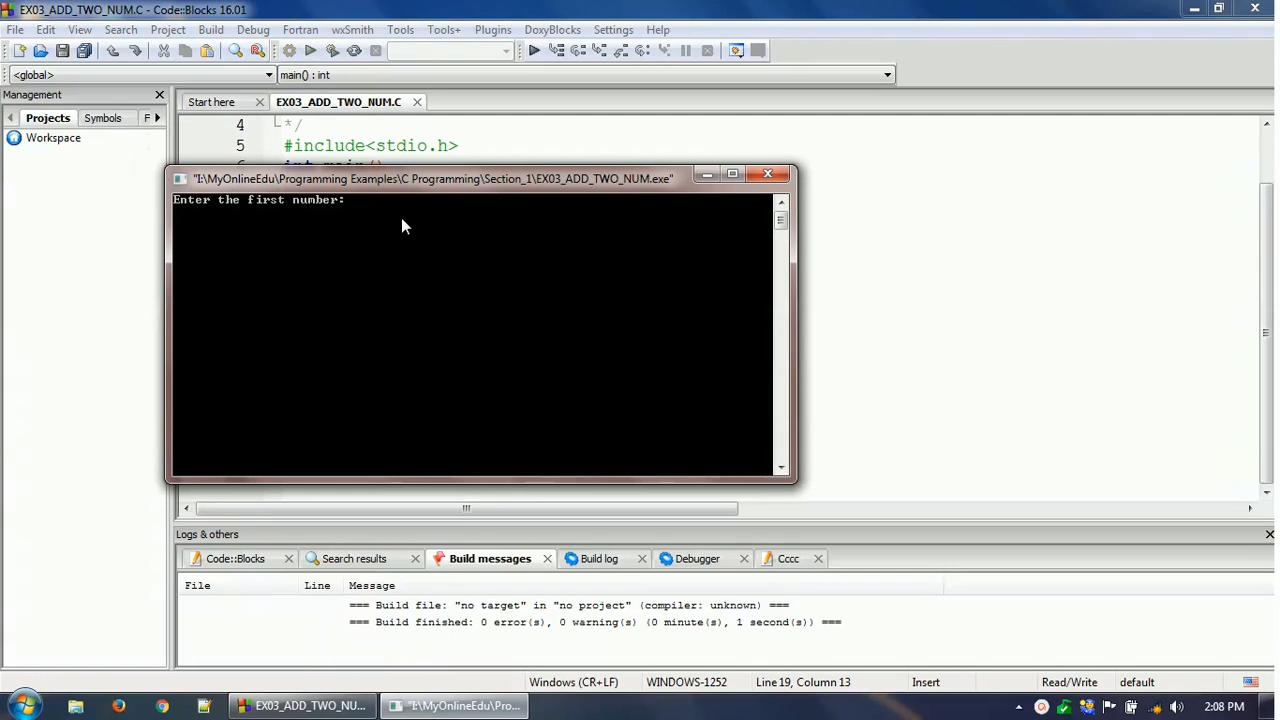 EX03_ADD_TWO_NUM.C - Code::Blocks 16.01
File Edit View Search Project Build Debug Fortran wxSmith Tools Tools+ Plugins DoxyBlocks Settings Help
<global> main() : int
Management
Projects Symbols F
Workspace
Start here EX03_ADD_TWO_NUM.C
4 */
5 #include<stdio.h>
"I:\MyOnlineEdu\Programming Examples\C Programming\Section_1\EX03_ADD_TWO_NUM.exe"
Enter the first number:
Logs & others
Code::Blocks Search results Build messages Build log Debugger Cccc
File Line Message
=== Build file: "no target" in "no project" (compiler: unknown) ===
=== Build finished: 0 error(s), 0 warning(s) (0 minute(s), 1 second(s)) ===
Windows (CR+LF) WINDOWS-1252 Line 19, Column 13 Insert Read/Write default
EX03_ADD_TWO_NU... "I:\MyOnlineEdu\Pro... 2:08 PM